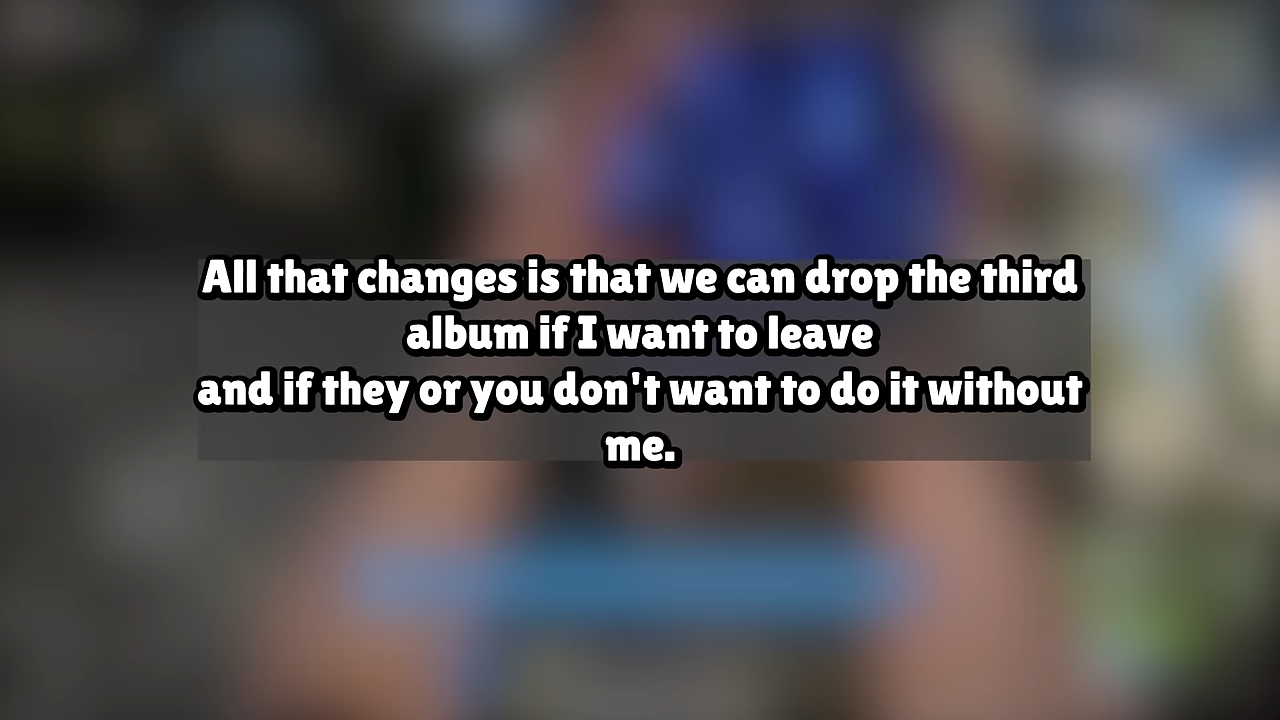 All that changes is that we can drop the third
album if I want to leave
and if they or you don't want to do it without
me.